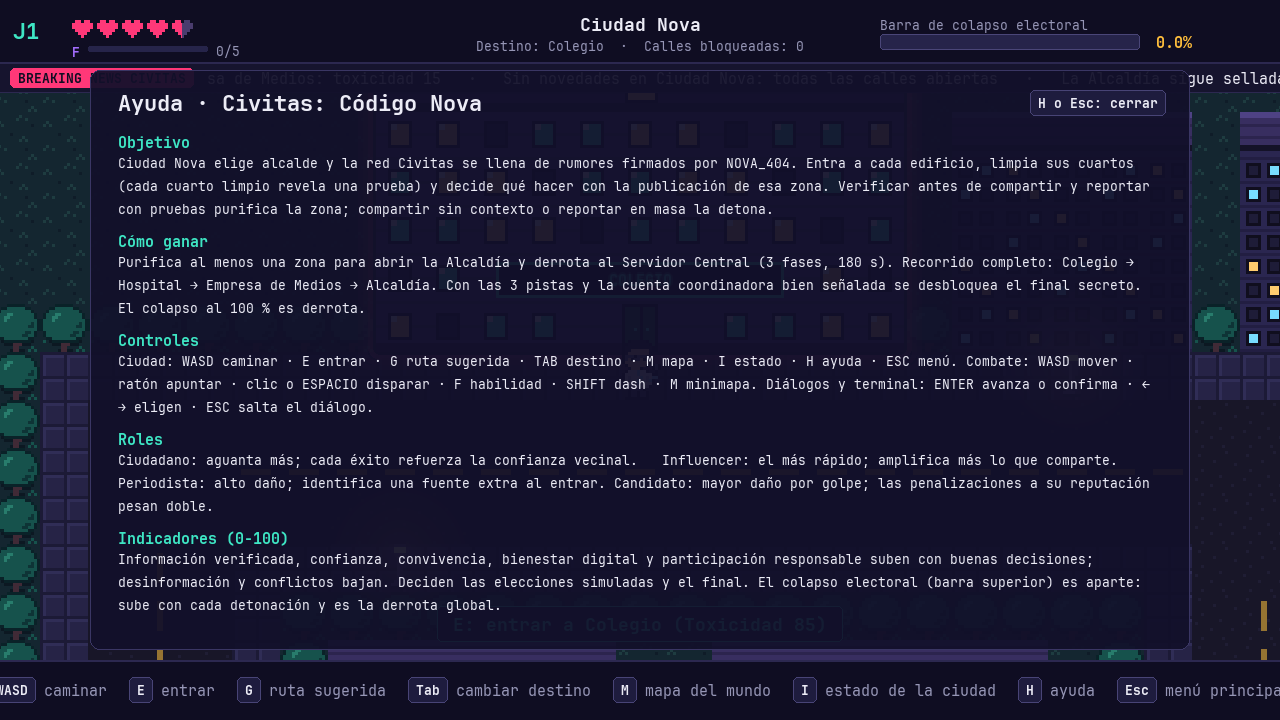 J1
F
0/5
Ciudad Nova
Destino: Colegio · Calles bloqueadas: 0
Barra de colapso electoral
0.0%
BREAKING
sa de Medios: toxicidad 15 Sin novedades en Ciudad Nova: todas las calles abiertas · La Alcaldía sigue sellada
Ayuda · Civitas: Código Nova
H o Esc: cerrar
Objetivo
Ciudad Nova elige alcalde y la red Civitas se llena de rumores firmados por NOVA_404. Entra a cada edificio, limpia sus cuartos
(cada cuarto limpio revela una prueba) y decide qué hacer con la publicación de esa zona. Verificar antes de compartir y reportar
con pruebas purifica la zona; compartir sin contexto o reportar en masa la detona.
Cómo ganar
Purifica al menos una zona para abrir la Alcaldía y derrota al Servidor Central (3 fases, 180 s). Recorrido completo: Colegio →
Hospital → Empresa de Medios → Alcaldía. Con las 3 pistas y la cuenta coordinadora bien señalada se desbloquea el final secreto.
El colapso al 100 % es derrota.
Controles
Ciudad: WASD caminar · E entrar · G ruta sugerida · TAB destino · M mapa · I estado · H ayuda · ESC menú. Combate: WASD mover ·
ratón apuntar · clic o ESPACIO disparar · F habilidad · SHIFT dash · M minimapa. Diálogos y terminal: ENTER avanza o confirma · ←
→ eligen · ESC salta el diálogo.
Roles
Ciudadano: aguanta más; cada éxito refuerza la confianza vecinal. Influencer: el más rápido; amplifica más lo que comparte.
Periodista: alto daño; identifica una fuente extra al entrar. Candidato: mayor daño por golpe; las penalizaciones a su reputación
pesan doble.
Indicadores (0-100)
Información verificada, confianza, convivencia, bienestar digital y participación responsable suben con buenas decisiones;
desinformación y conflictos bajan. Deciden las elecciones simuladas y el final. El colapso electoral (barra superior) es aparte:
sube con cada detonación y es la derrota global.
E: entrar a Colegio (Toxicidad 85)
WASD caminar E entrar G ruta sugerida Tab cambiar destino M mapa del mundo I estado de la ciudad H ayuda Esc menú principa